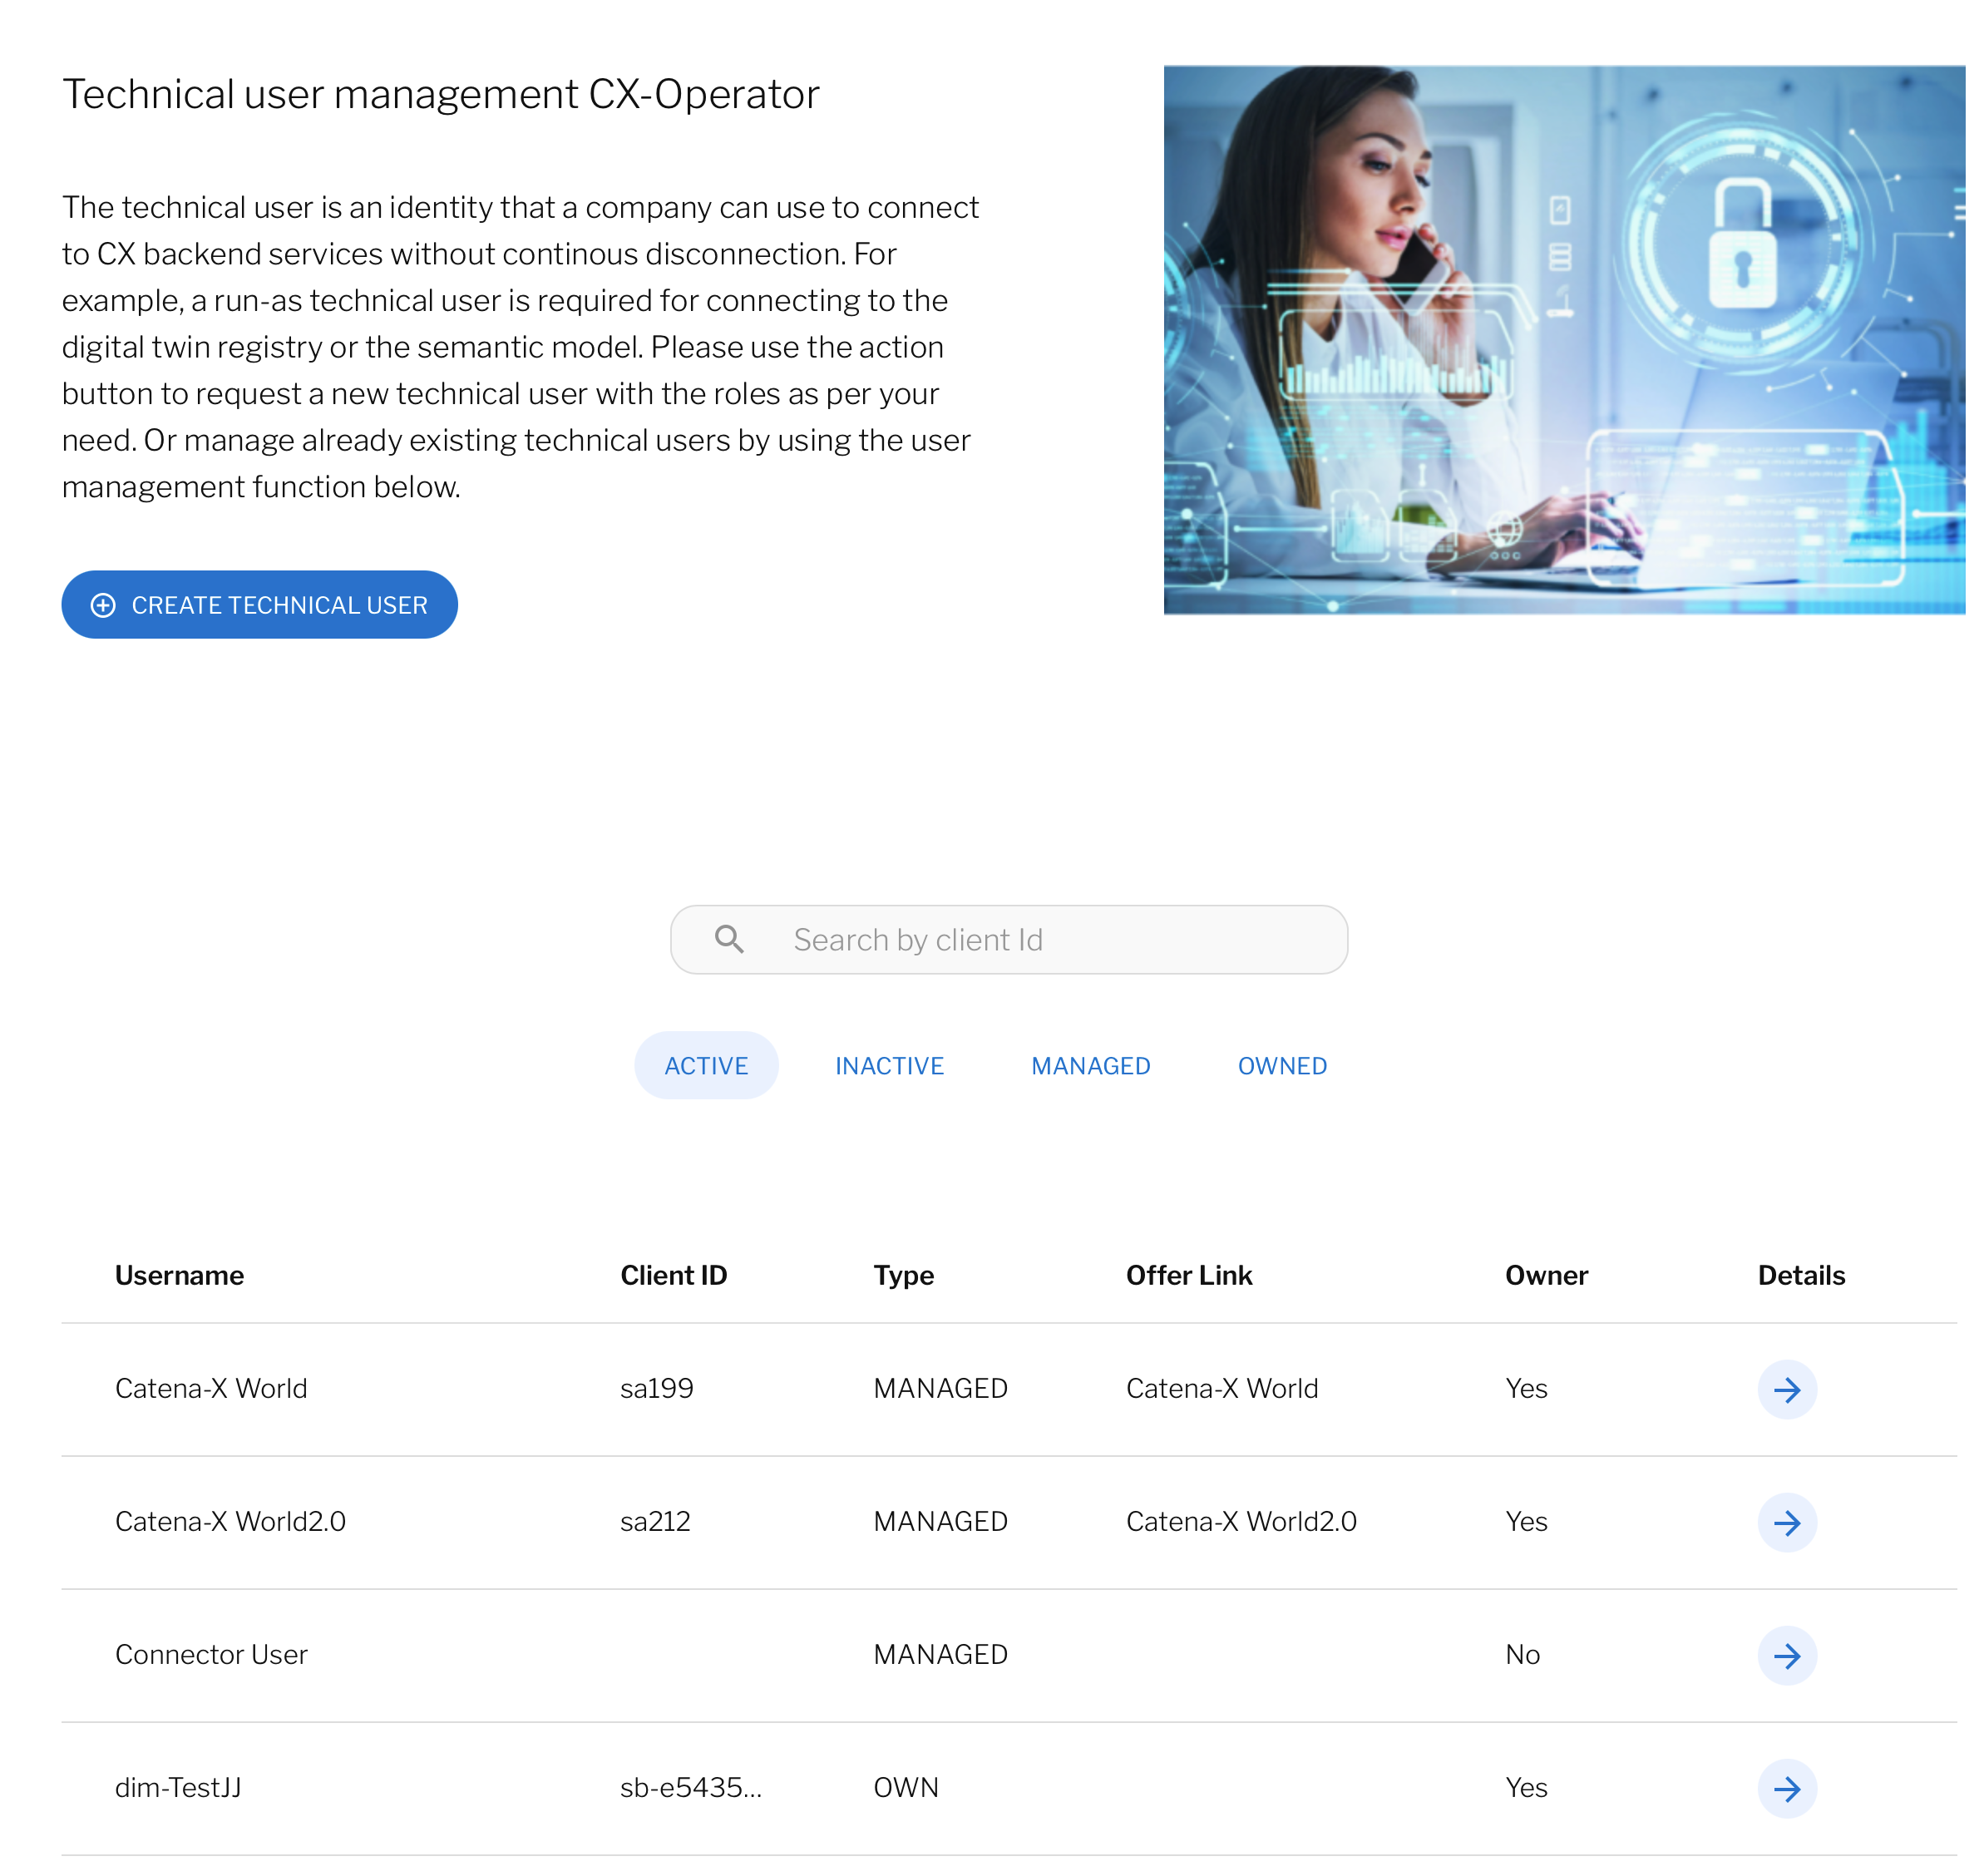 Technical user management CX-Operator
The technical user is an identity that a company can use to connect
to CX backend services without continous disconnection. For
example, a run-as technical user is required for connecting to the
digital twin registry or the semantic model. Please use the action
button to request a new technical user with the roles as per your
need. Or manage already existing technical users by using the user
management function below.
CREATE TECHNICAL USER
Search by client Id
ACTIVE INACTIVE MANAGED OWNED
Username Client ID Type Offer Link Owner Details
Catena-X World sa199 MANAGED Catena-X World Yes
Catena-X World2.0 sa212 MANAGED Catena-X World2.0 Yes
Connector User MANAGED No
dim-TestJJ sb-e5435... OWN Yes